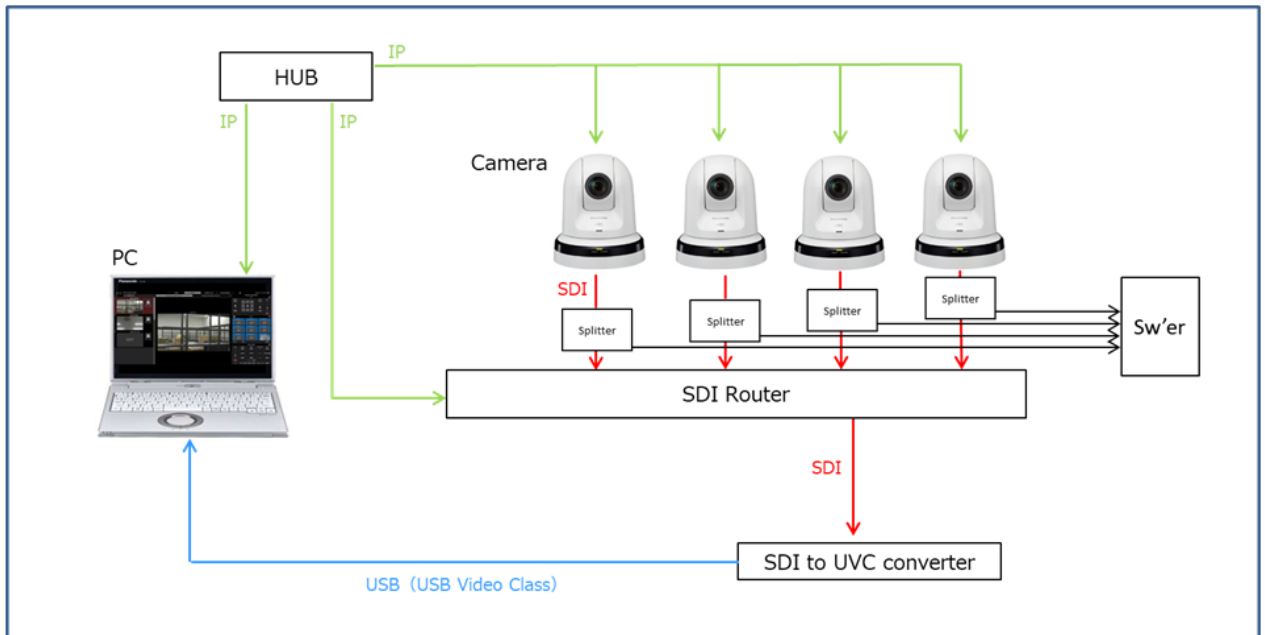 IP
HUB
IP
IP
Camera
PC
SDI
Splitter
Splitter
Splitter
Splitter
Sw'er
Panasonic
SDI Router
SDI
SDI to UVC converter
USB（USB Video Class）